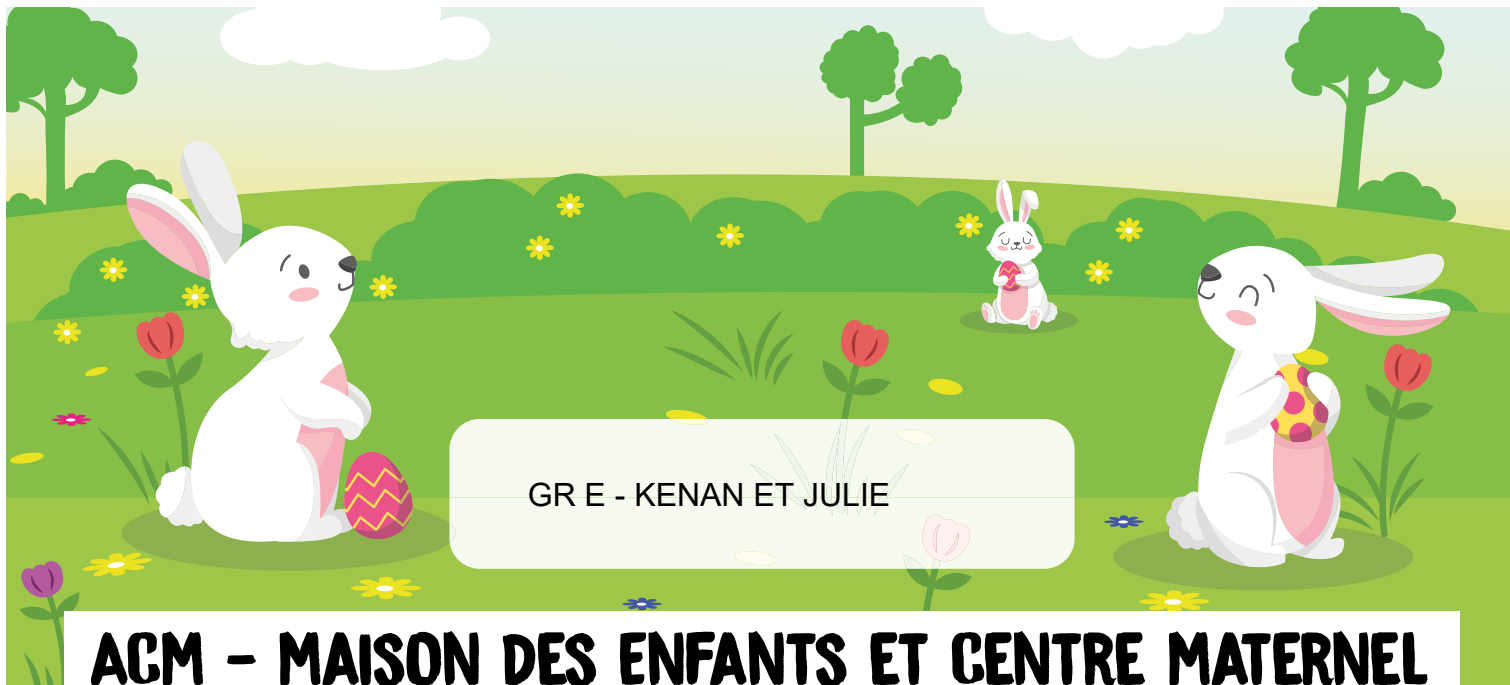 GR E - KENAN ET JULIE
ACM - MAISON DES ENFANTS ET CENTRE MATERNEL